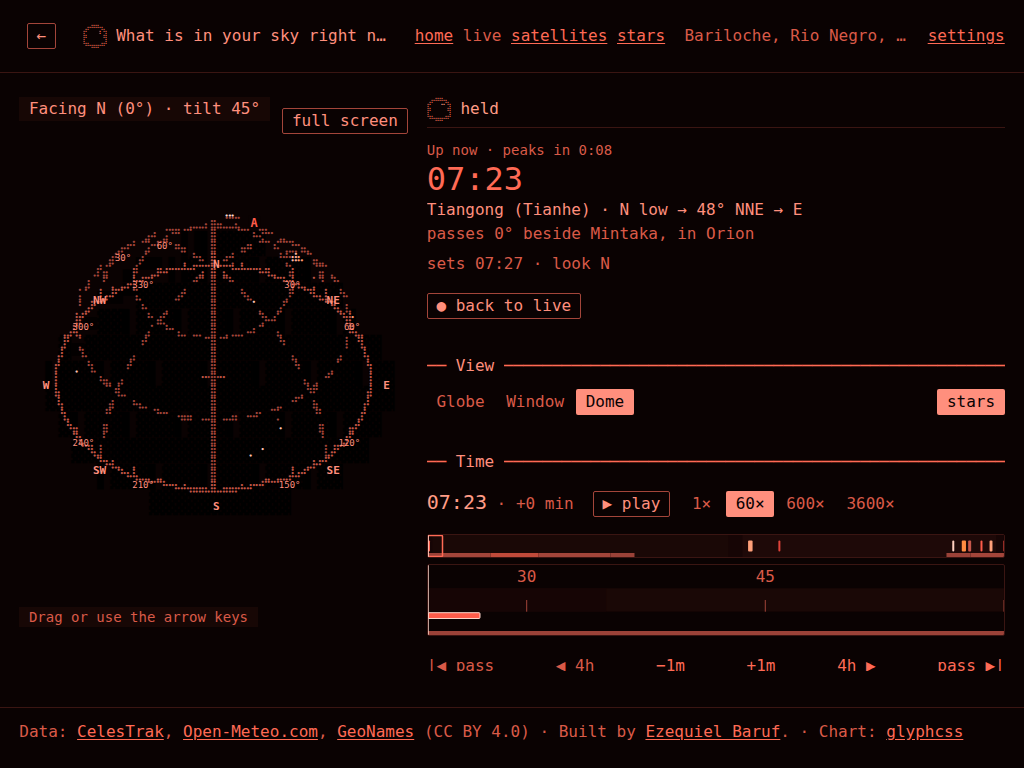 ← What is in your sky right n… home live satellites stars Bariloche, Rio Negro, … settings
Facing N (0°) · tilt 45°
full screen
A
60°
30°
N
330°
30°
NW
NE
300°
60°
W
E
240°
120°
SW
SE
210°
150°
S
Drag or use the arrow keys
held
Up now · peaks in 0:08
07:23
Tiangong (Tianhe) · N low → 48° NNE → E
passes 0° beside Mintaka, in Orion
sets 07:27 · look N
● back to live
View
Globe Window Dome stars
Time
07:23 · +0 min ▶ play 1× 60× 600× 3600×
30 45
|◀ pass ◀ 4h −1m +1m 4h ▶ pass ▶|
Data: CelesTrak, Open-Meteo.com, GeoNames (CC BY 4.0) · Built by Ezequiel Baruf. · Chart: glyphcss